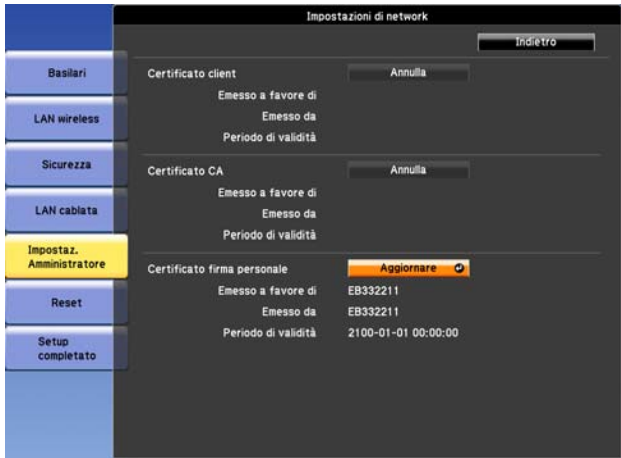 Impostazioni di network
Indietro
Basilari
LAN wireless
Sicurezza
LAN cablata
Impostaz.
Amministratore
Reset
Setup
completato
Certificato client Annulla
Emesso a favore di
Emesso da
Periodo di validità
Certificato CA Annulla
Emesso a favore di
Emesso da
Periodo di validità
Certificato firma personale Aggiornare
Emesso a favore di EB332211
Emesso da EB332211
Periodo di validità 2100-01-01 00:00:00